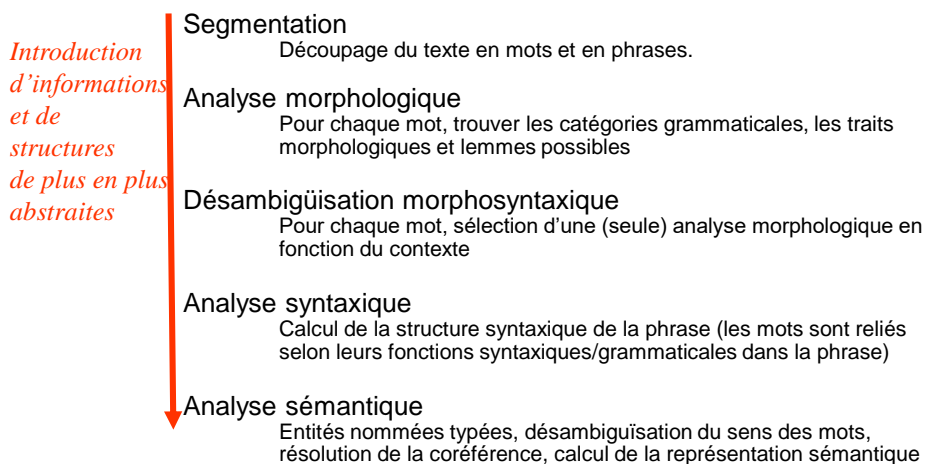 Introduction
d'informations
et de
structures
de plus en plus
abstraites
Segmentation
Découpage du texte en mots et en phrases.
Analyse morphologique
Pour chaque mot, trouver les catégories grammaticales, les traits
morphologiques et lemmes possibles
Désambigüisation morphosyntaxique
Pour chaque mot, sélection d'une (seule) analyse morphologique en
fonction du contexte
Analyse syntaxique
Calcul de la structure syntaxique de la phrase (les mots sont reliés
selon leurs fonctions syntaxiques/grammaticales dans la phrase)
Analyse sémantique
Entités nommées typées, désambiguïsation du sens des mots,
résolution de la coréférence, calcul de la représentation sémantique